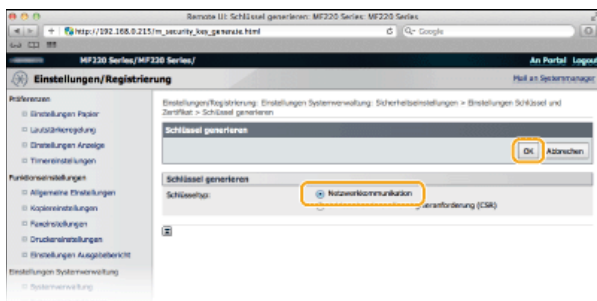 Remote UI: Schlüssel generieren: MF220 Series: MF220 Series
http://192.168.0.215/m_security_key_generate.html
Google
MF220 Series/MF220 Series/
An Portal Logout
Einstellungen/Registrierung
Mail an Systemmanager
Präferenzen
Einstellungen Papier
Lautstärkeregelung
Einstellungen Anzeige
Timereinstellungen
Funktionseinstellungen
Allgemeine Einstellungen
Kopiereinstellungen
Faxeinstellungen
Druckereinstellungen
Einstellungen Ausgabebericht
Einstellungen Systemverwaltung
Systemverwaltung
Einstellungen/Registrierung: Einstellungen Systemverwaltung: Sicherheitseinstellungen > Einstellungen Schlüssel und
Zertifikat > Schlüssel generieren
Schlüssel generieren
OK Abbrechen
Schlüssel generieren
Schlüsseltyp:
Netzwerkkommunikation
(CSR)